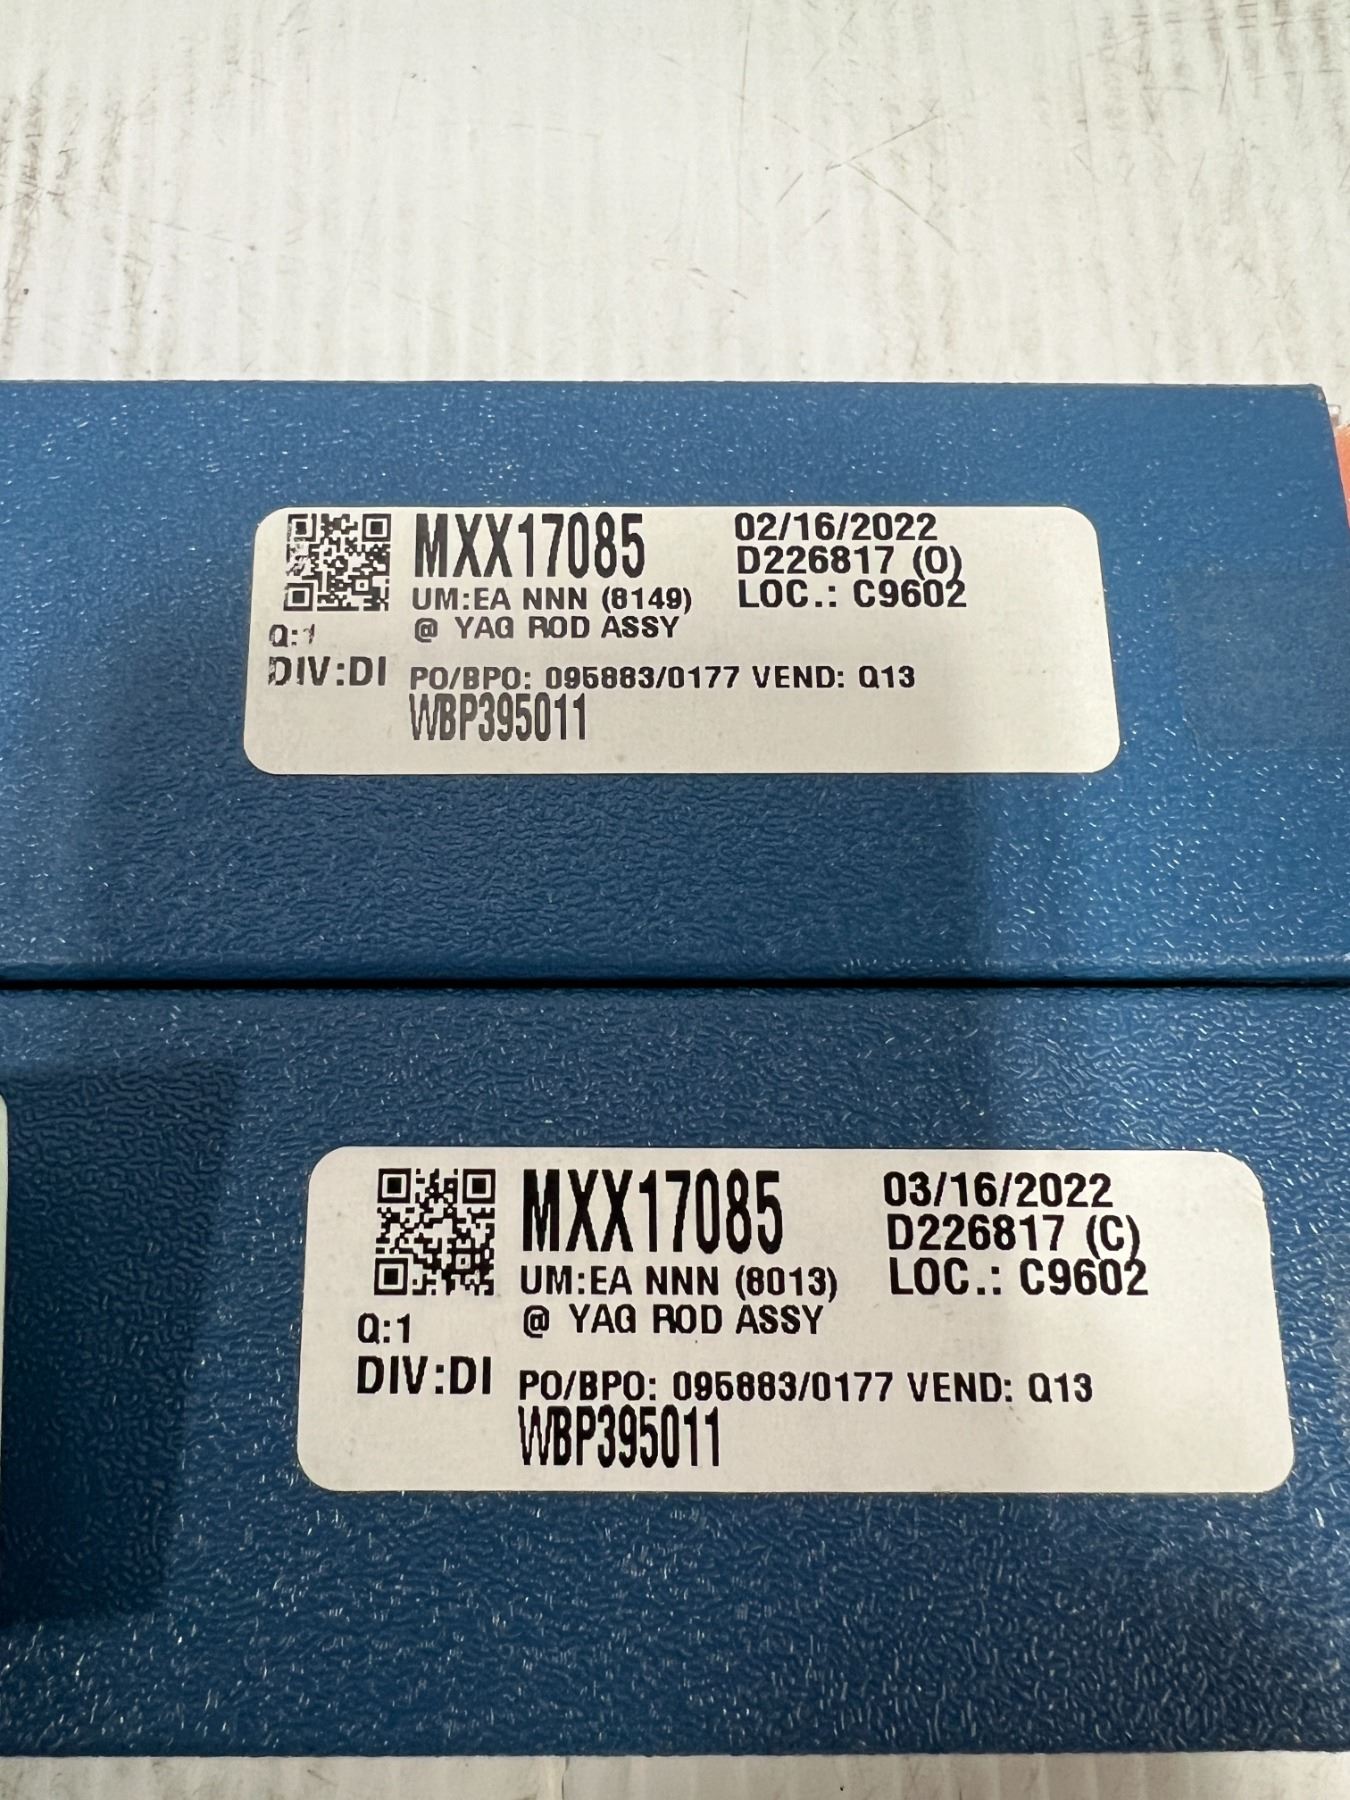 MXX17085 02/16/2022
D226817 (O)
UM:EA NNN (8149) LOC.: C9602
Q:1 @ YAG ROD ASSY
DIV:DI PO/BPO: 095883/0177 VEND: Q13
WBP395011
MXX17085 03/16/2022
D226817 (C)
UM:EA NNN (8013) LOC.: C9602
Q:1 @ YAG ROD ASSY
DIV:DI PO/BPO: 095883/0177 VEND: Q13
WBP395011